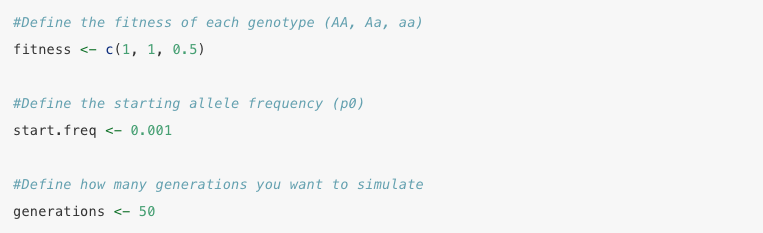 #Define the fitness of each genotype (AA, Aa, aa)
fitness <- c(1, 1, 0.5)
#Define the starting allele frequency (p0)
start.freq <- 0.001
#Define how many generations you want to simulate
generations <- 50